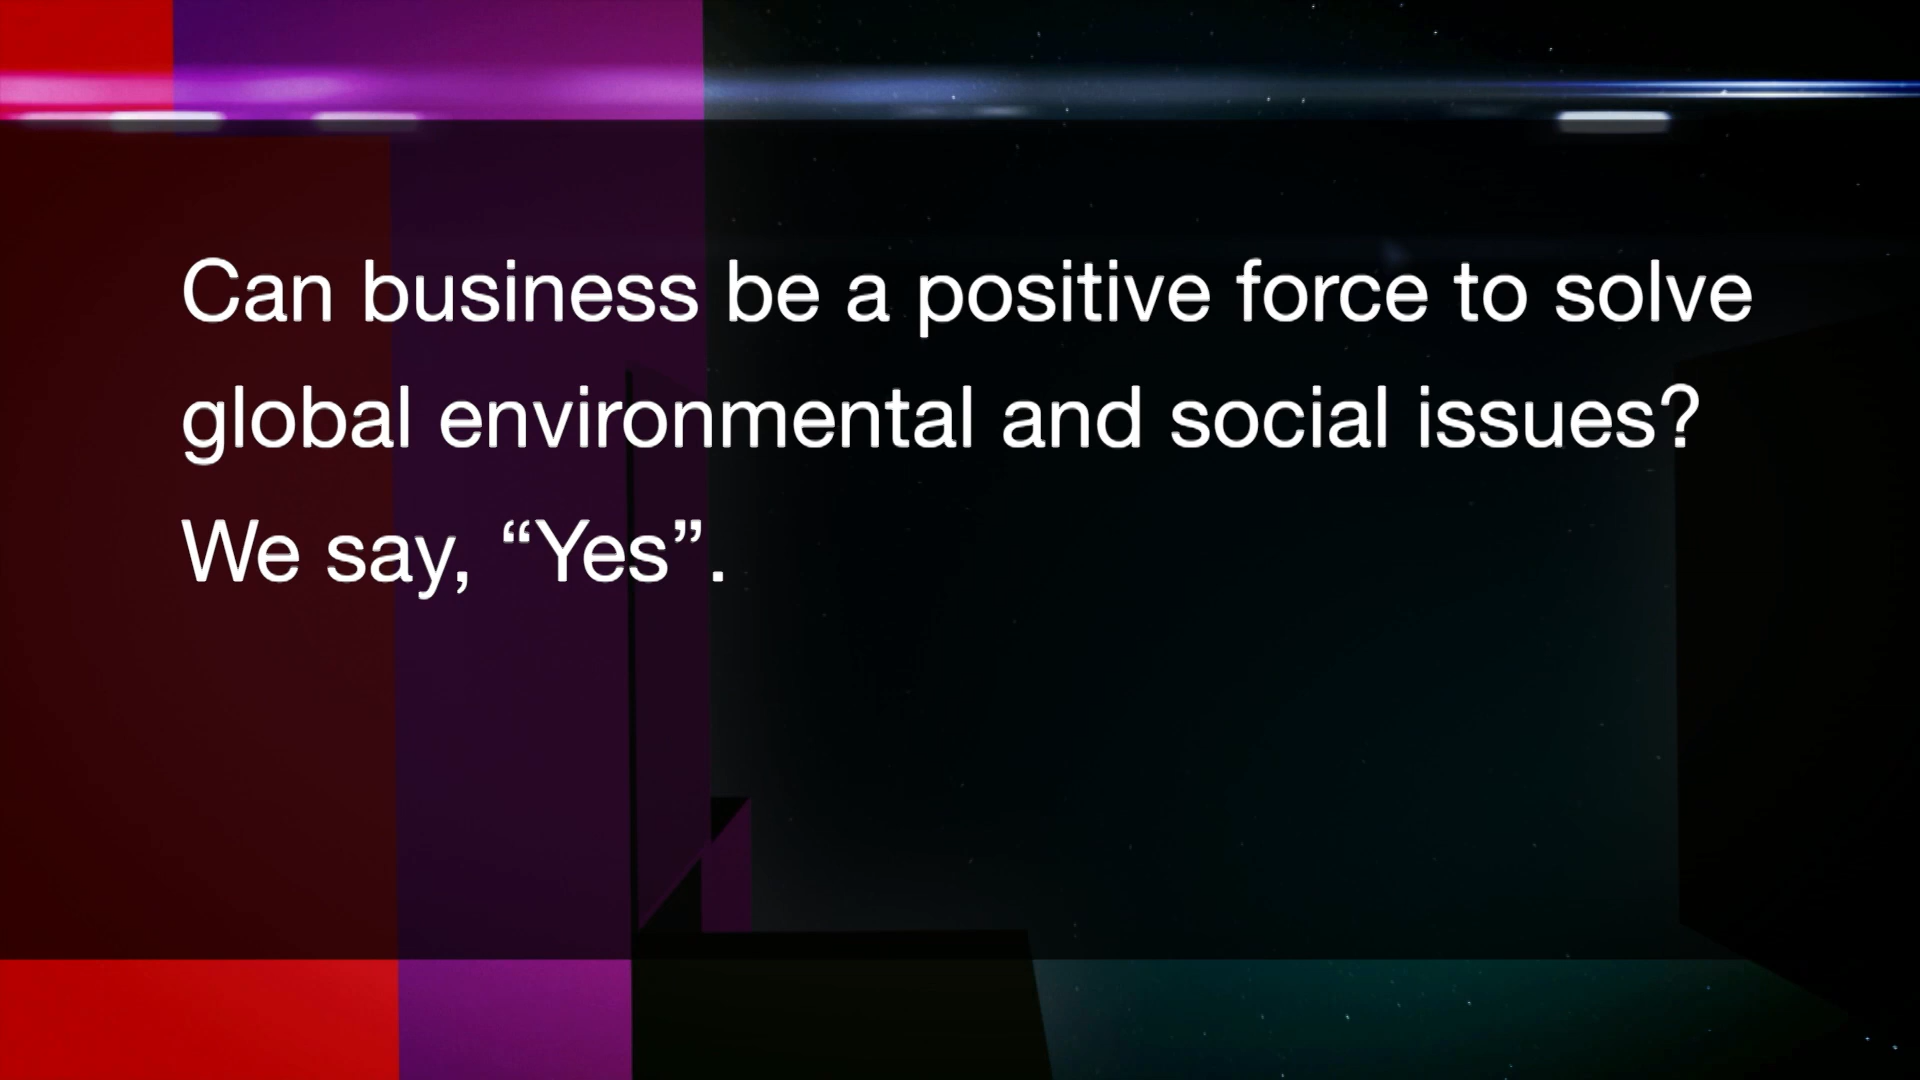 Can business be a positive force to solve
global environmental and social issues?
We say, “Yes”.